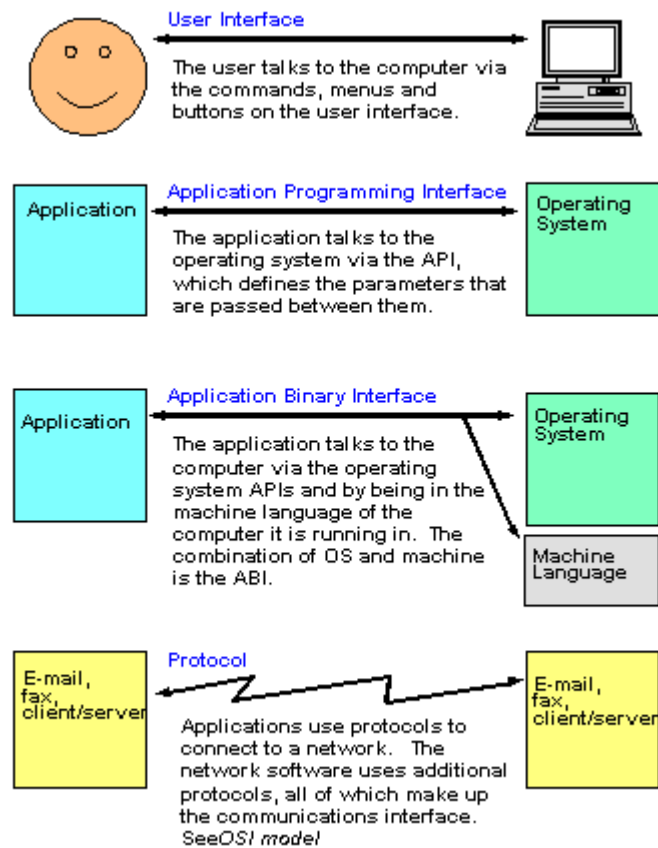 User Interface
The user talks to the computer via
the commands, menus and
buttons on the user interface.
Application
Application Programming Interface
Operating
System
The application talks to the
operating system via the API,
which defines the parameters that
are passed between them.
Application
Application Binary Interface
Operating
System
The application talks to the
computer via the operating
system APIs and by being in the
machine language of the
computer it is running in. The
combination of OS and machine
is the ABI.
Machine
Language
Protocol
E-mail,
fax,
client/server
E-mail,
fax,
client/server
Applications use protocols to
connect to a network. The
network software uses additional
protocols, all of which make up
the communications interface.
SeeOSI model